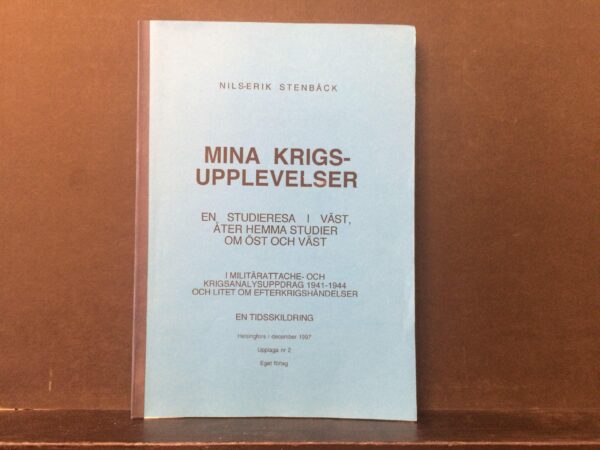 NILS-ERIK STENBÄCK
MINA KRIGS-
UPPLEVELSER
EN STUDIERESA I VÄST,
ÅTER HEMMA STUDIER
OM ÖST OCH VÄST
I MILITÄRATTACHE- OCH
KRIGSANALYSUPPDRAG 1941-1944
OCH LITET OM EFTERKRIGSHÄNDELSER
EN TIDSSKILDRING
Helsingfors i december 1997
Upplaga nr 2
Eget förlag